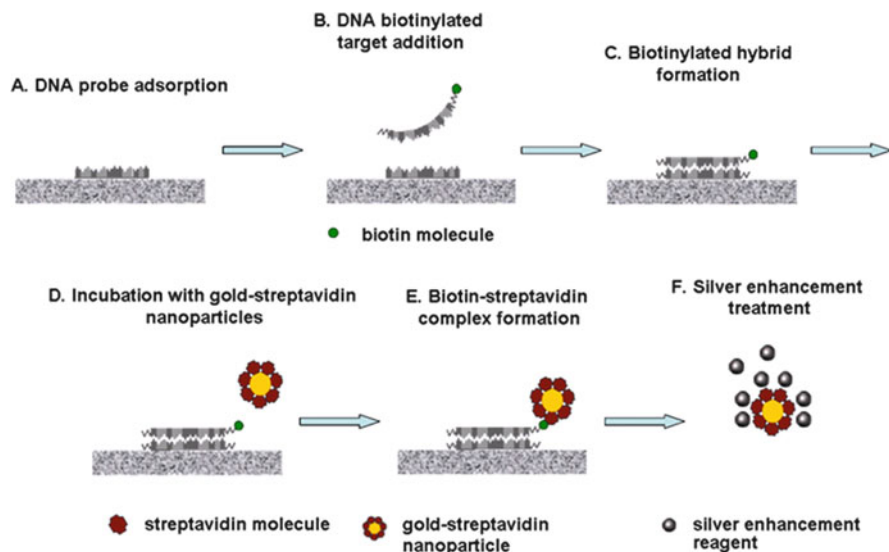 A. DNA probe adsorption
B. DNA biotinylated
target addition
C. Biotinylated hybrid
formation
biotin molecule
D. Incubation with gold-streptavidin
nanoparticles
E. Biotin-streptavidin
complex formation
F. Silver enhancement
treatment
streptavidin molecule
gold-streptavidin
nanoparticle
silver enhancement
reagent